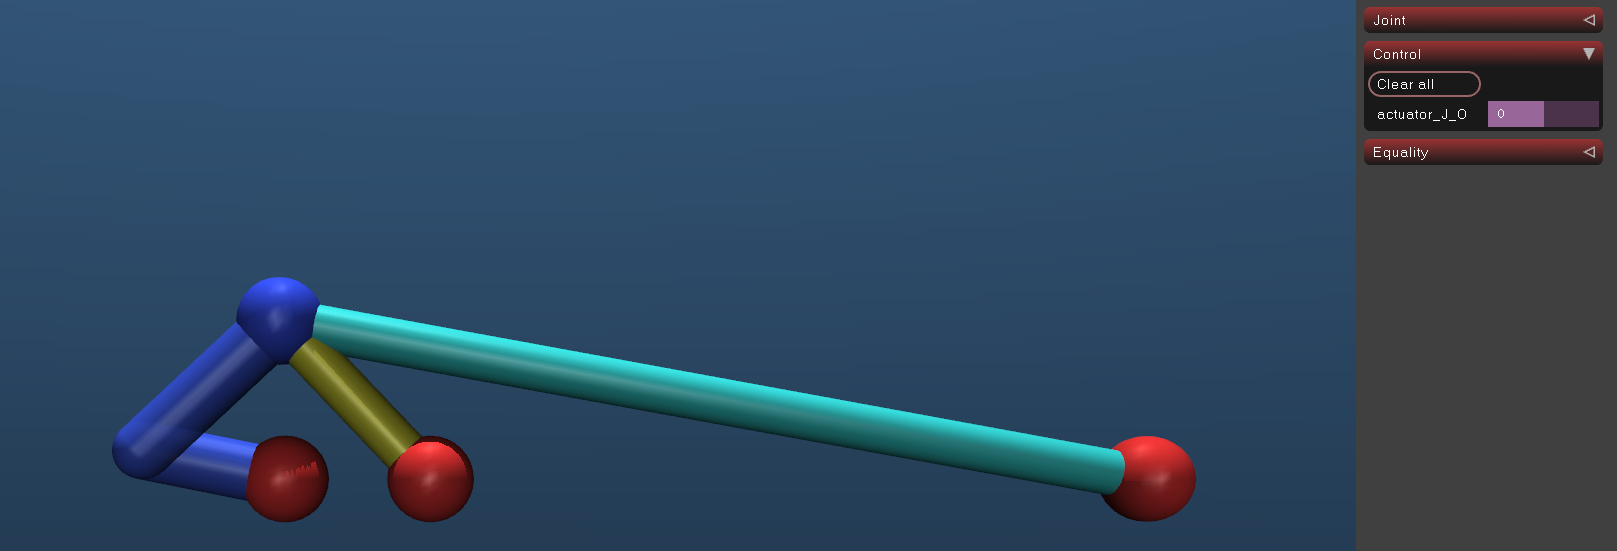 Joint
Control
Clear all
actuator_J_O 0
Equality